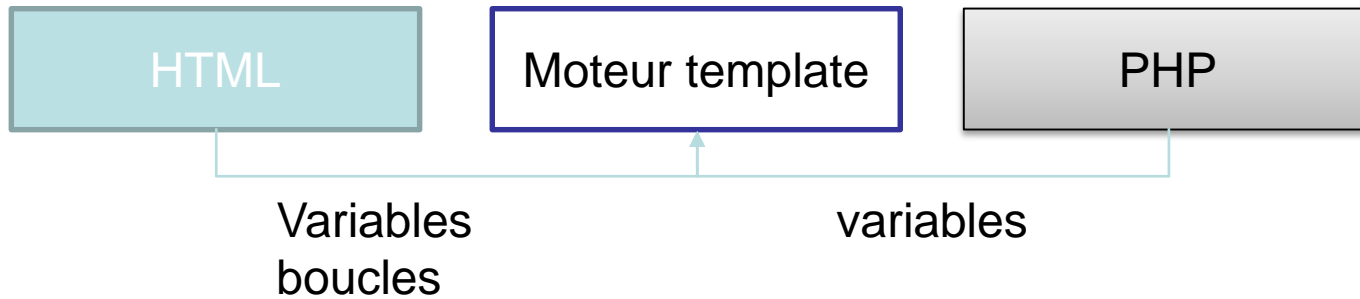 HTML
Moteur template
PHP
Variables
boucles
variables